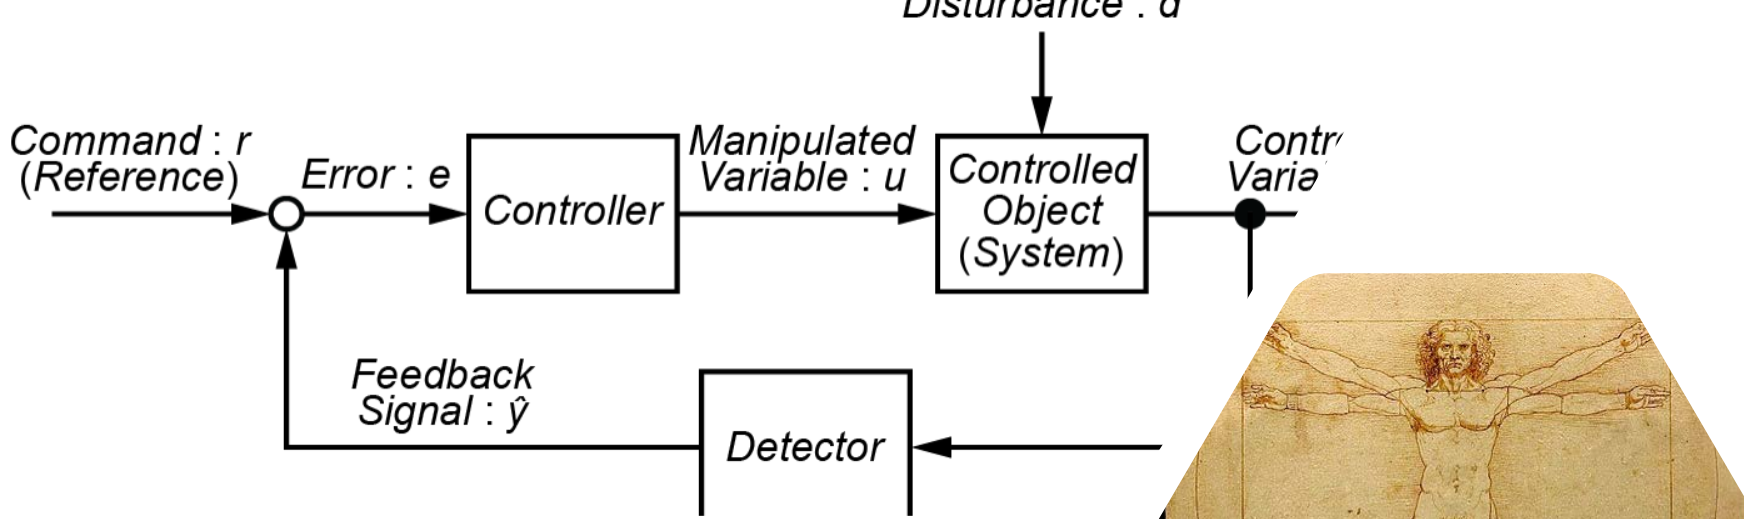 Disturbance : d
Command : r
(Reference)
Error : e
Controller
Manipulated
Variable : u
Controlled
Object
(System)
Feedback
Signal : ŷ
Detector